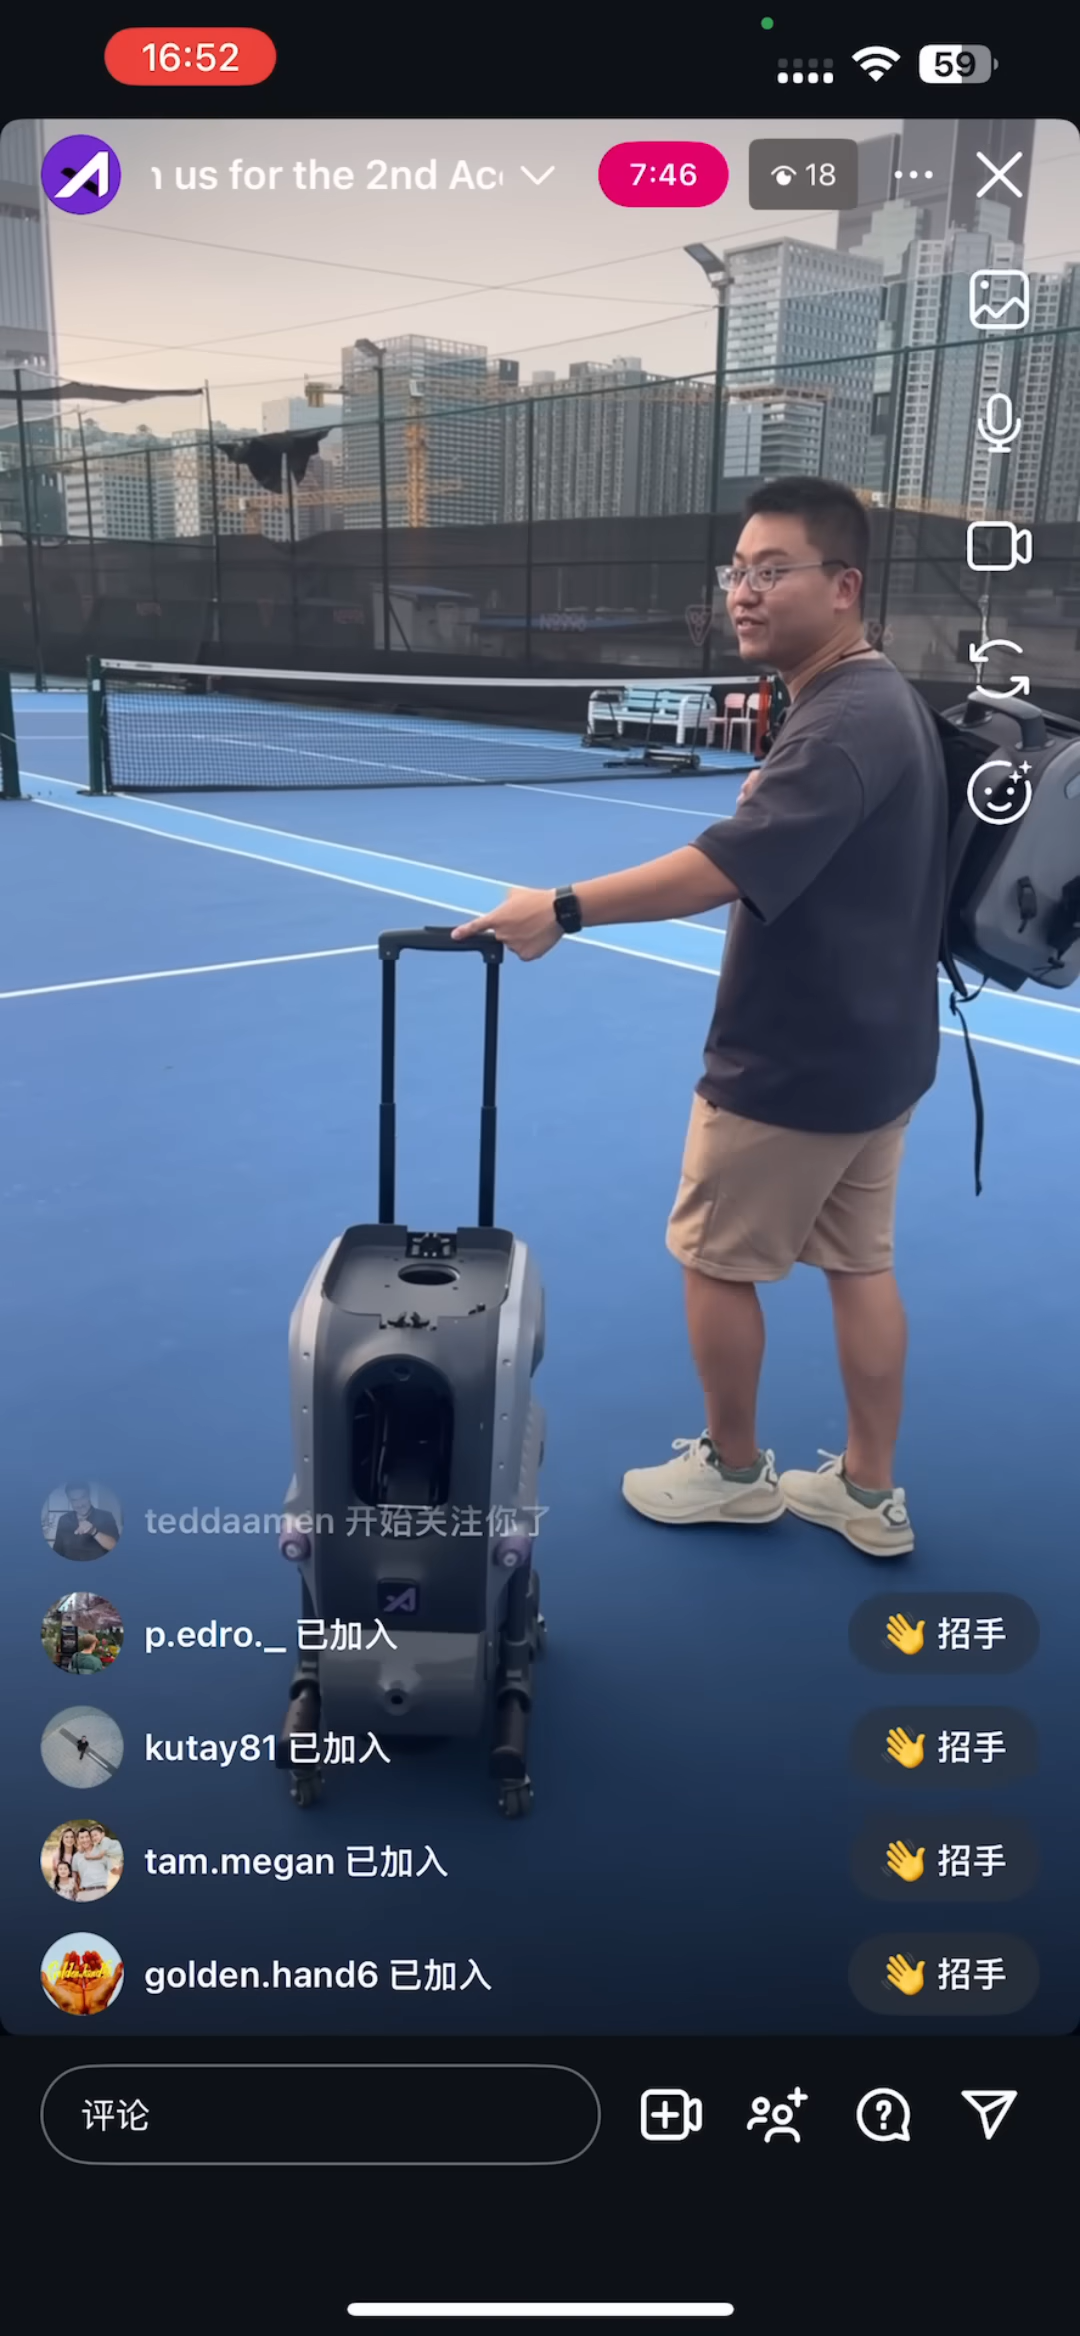 16:52
59
us for the 2nd Ac
7:46
18
teddaamen 开始关注你了
p.edro._ 已加入
👋 招手
kutay81 已加入
👋 招手
tam.megan 已加入
👋 招手
golden.hand6 已加入
👋 招手
评论